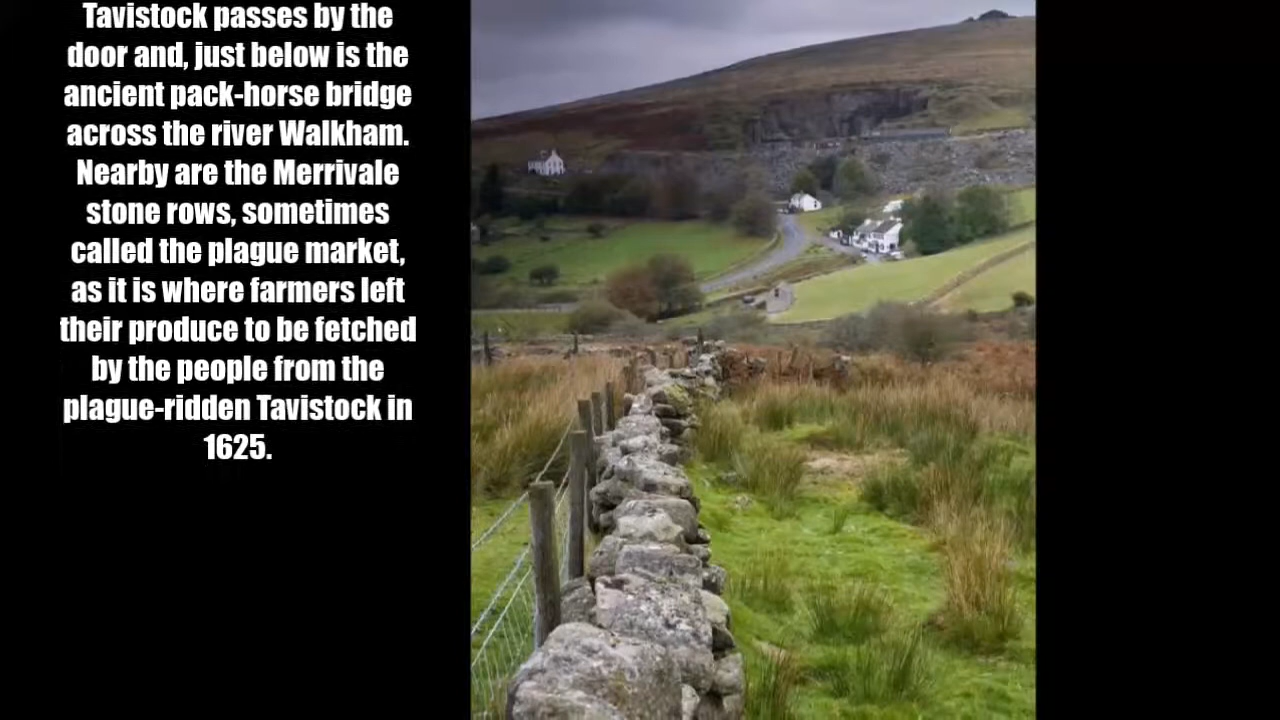 Tavistock passes by the
door and, just below is the
ancient pack-horse bridge
across the river Walkham.
Nearby are the Merrivale
stone rows, sometimes
called the plague market,
as it is where farmers left
their produce to be fetched
by the people from the
plague-ridden Tavistock in
1625.